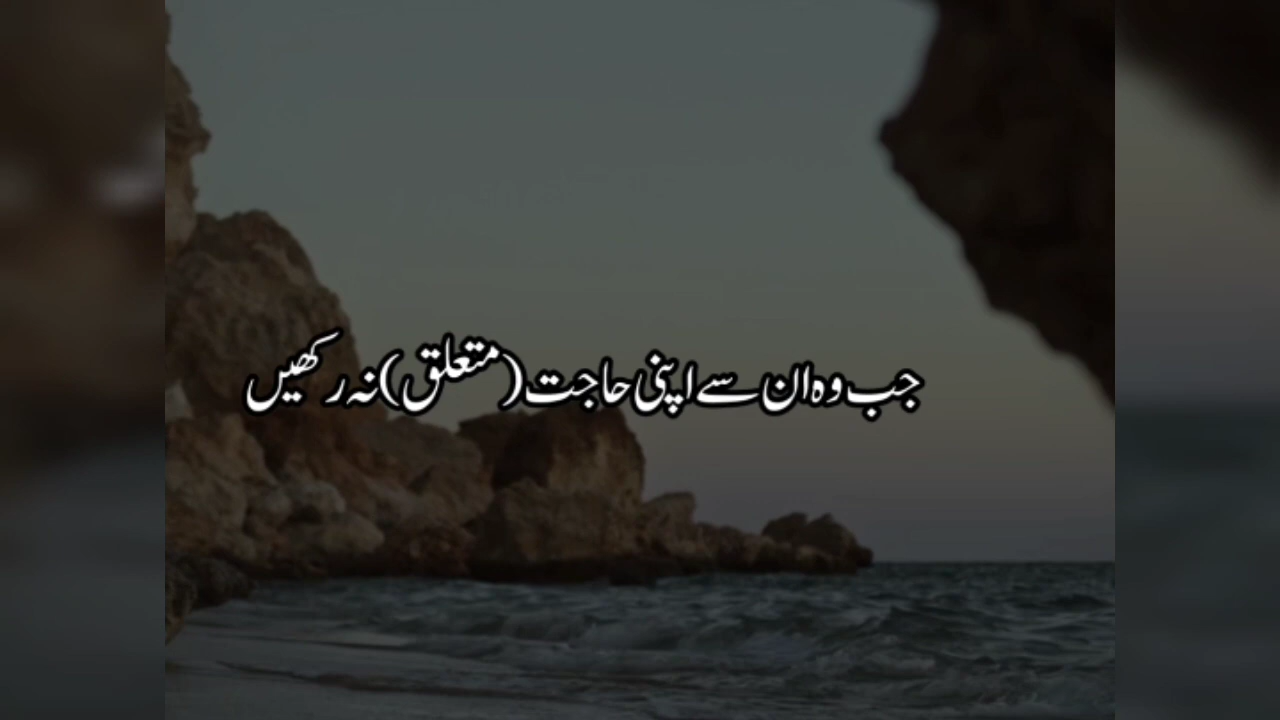 جب وہ ان سے اپنی حاجت (متعلق) نہ رکھیں